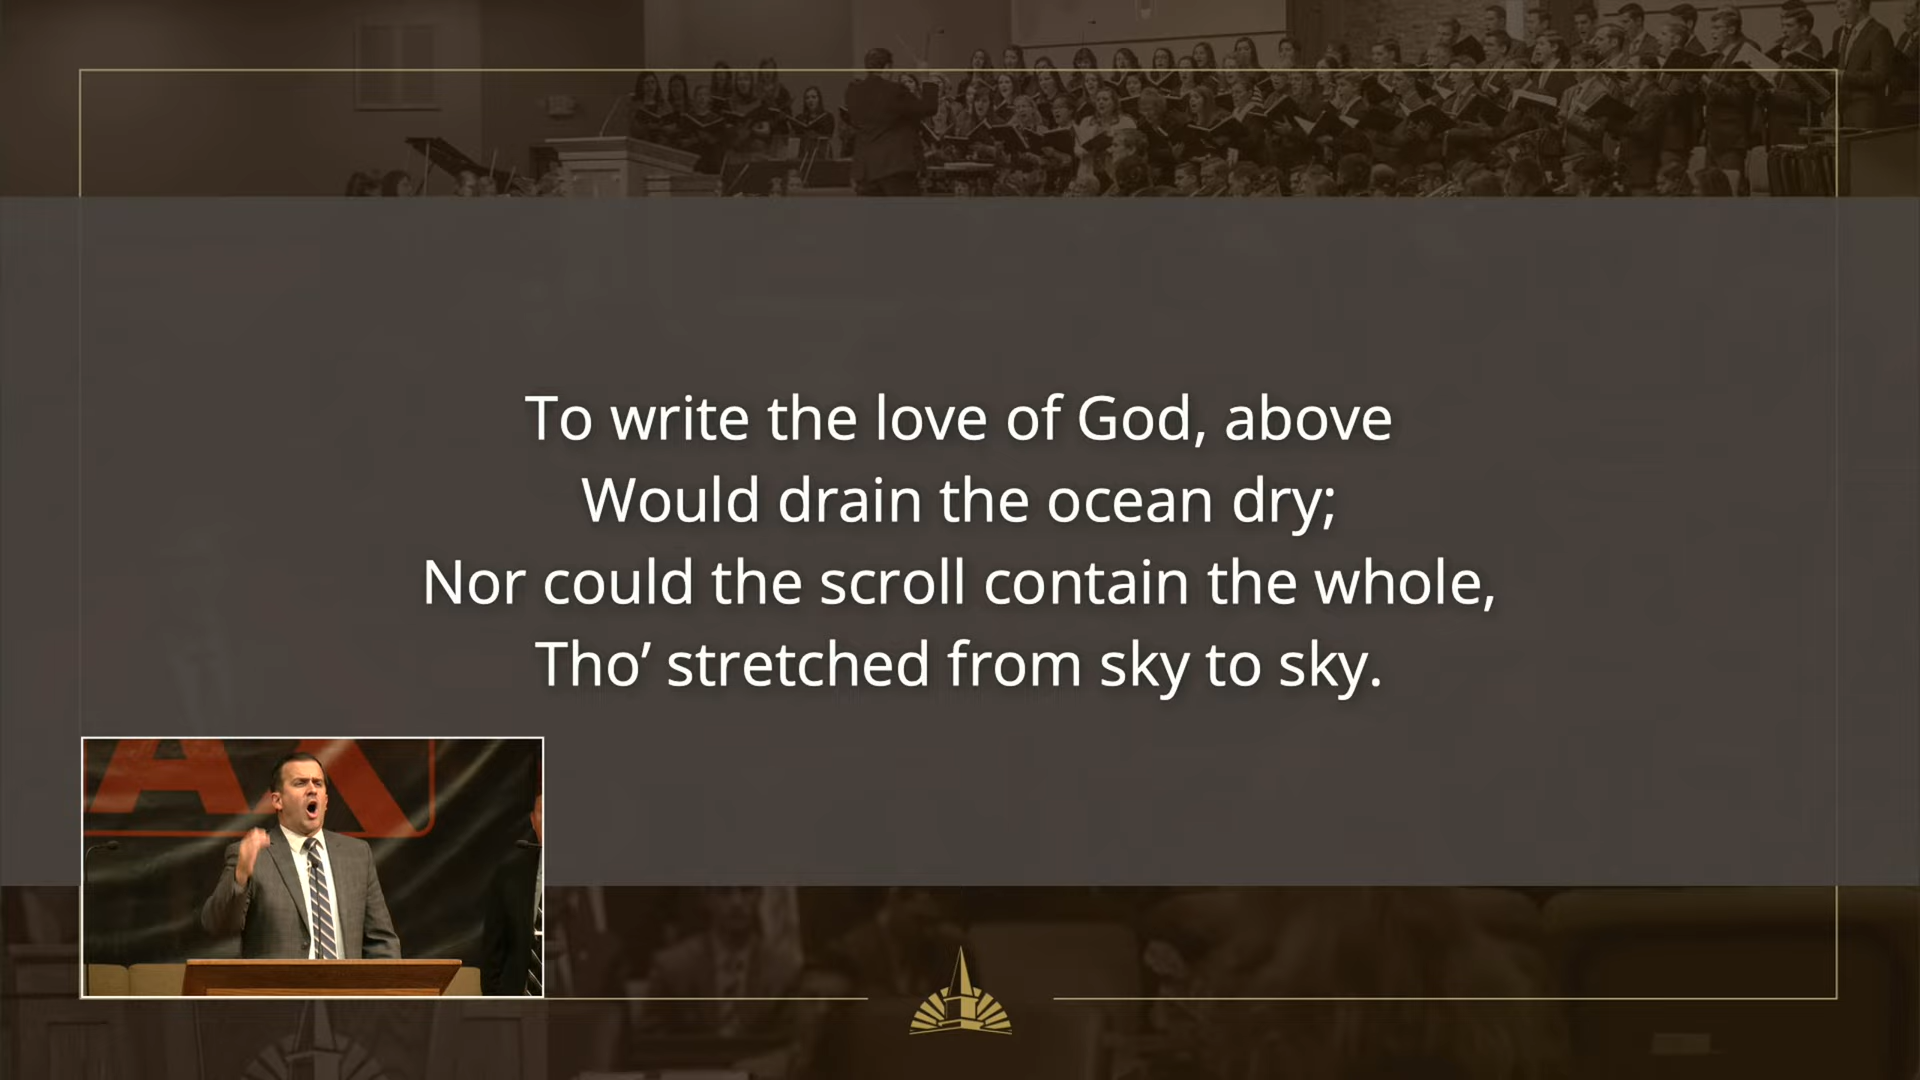 To write the love of God, above
Would drain the ocean dry;
Nor could the scroll contain the whole,
Tho’ stretched from sky to sky.
AX